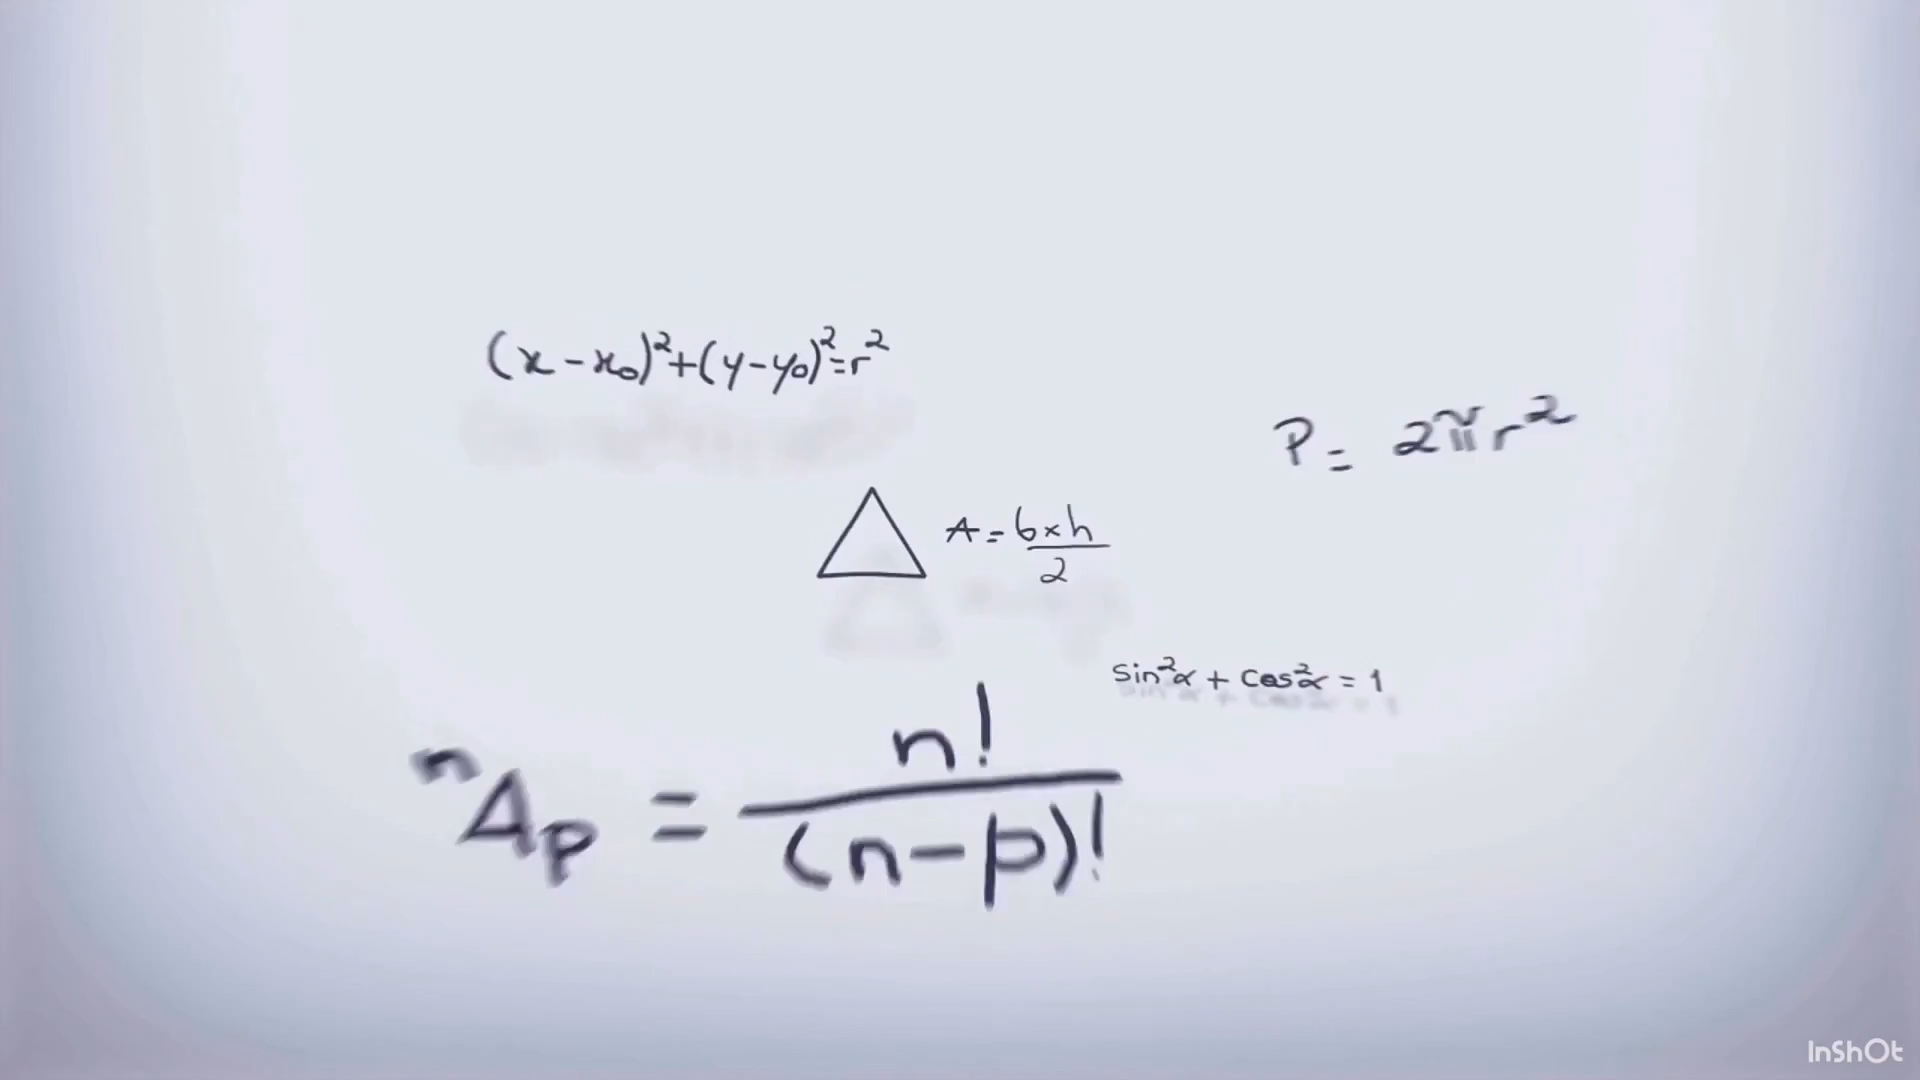 (x-x₀)²+(y-y₀)²=r²
P= 2πr²
A= b×h/2
sin²α + cos²α = 1
ⁿAₚ = n!/(n-p)!
InShOt